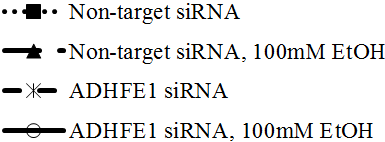 Non-target siRNA
Non-target siRNA, 100mM EtOH
ADHFE1 siRNA
ADHFE1 siRNA, 100mM EtOH